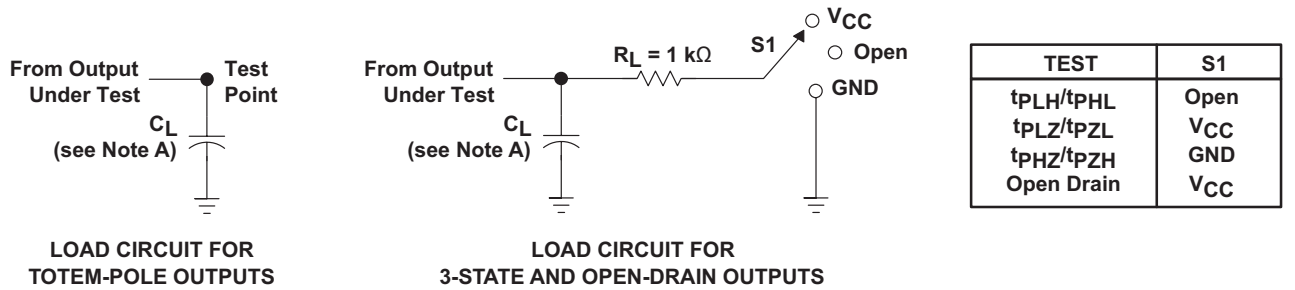 From Output
Under Test
Test
Point
CL
(see Note A)
LOAD CIRCUIT FOR
TOTEM-POLE OUTPUTS
From Output
Under Test
RL = 1 kΩ
S1
VCC
Open
GND
CL
(see Note A)
LOAD CIRCUIT FOR
3-STATE AND OPEN-DRAIN OUTPUTS
TEST S1
tPLH/tPHL Open
tPLZ/tPZL VCC
tPHZ/tPZH GND
Open Drain VCC